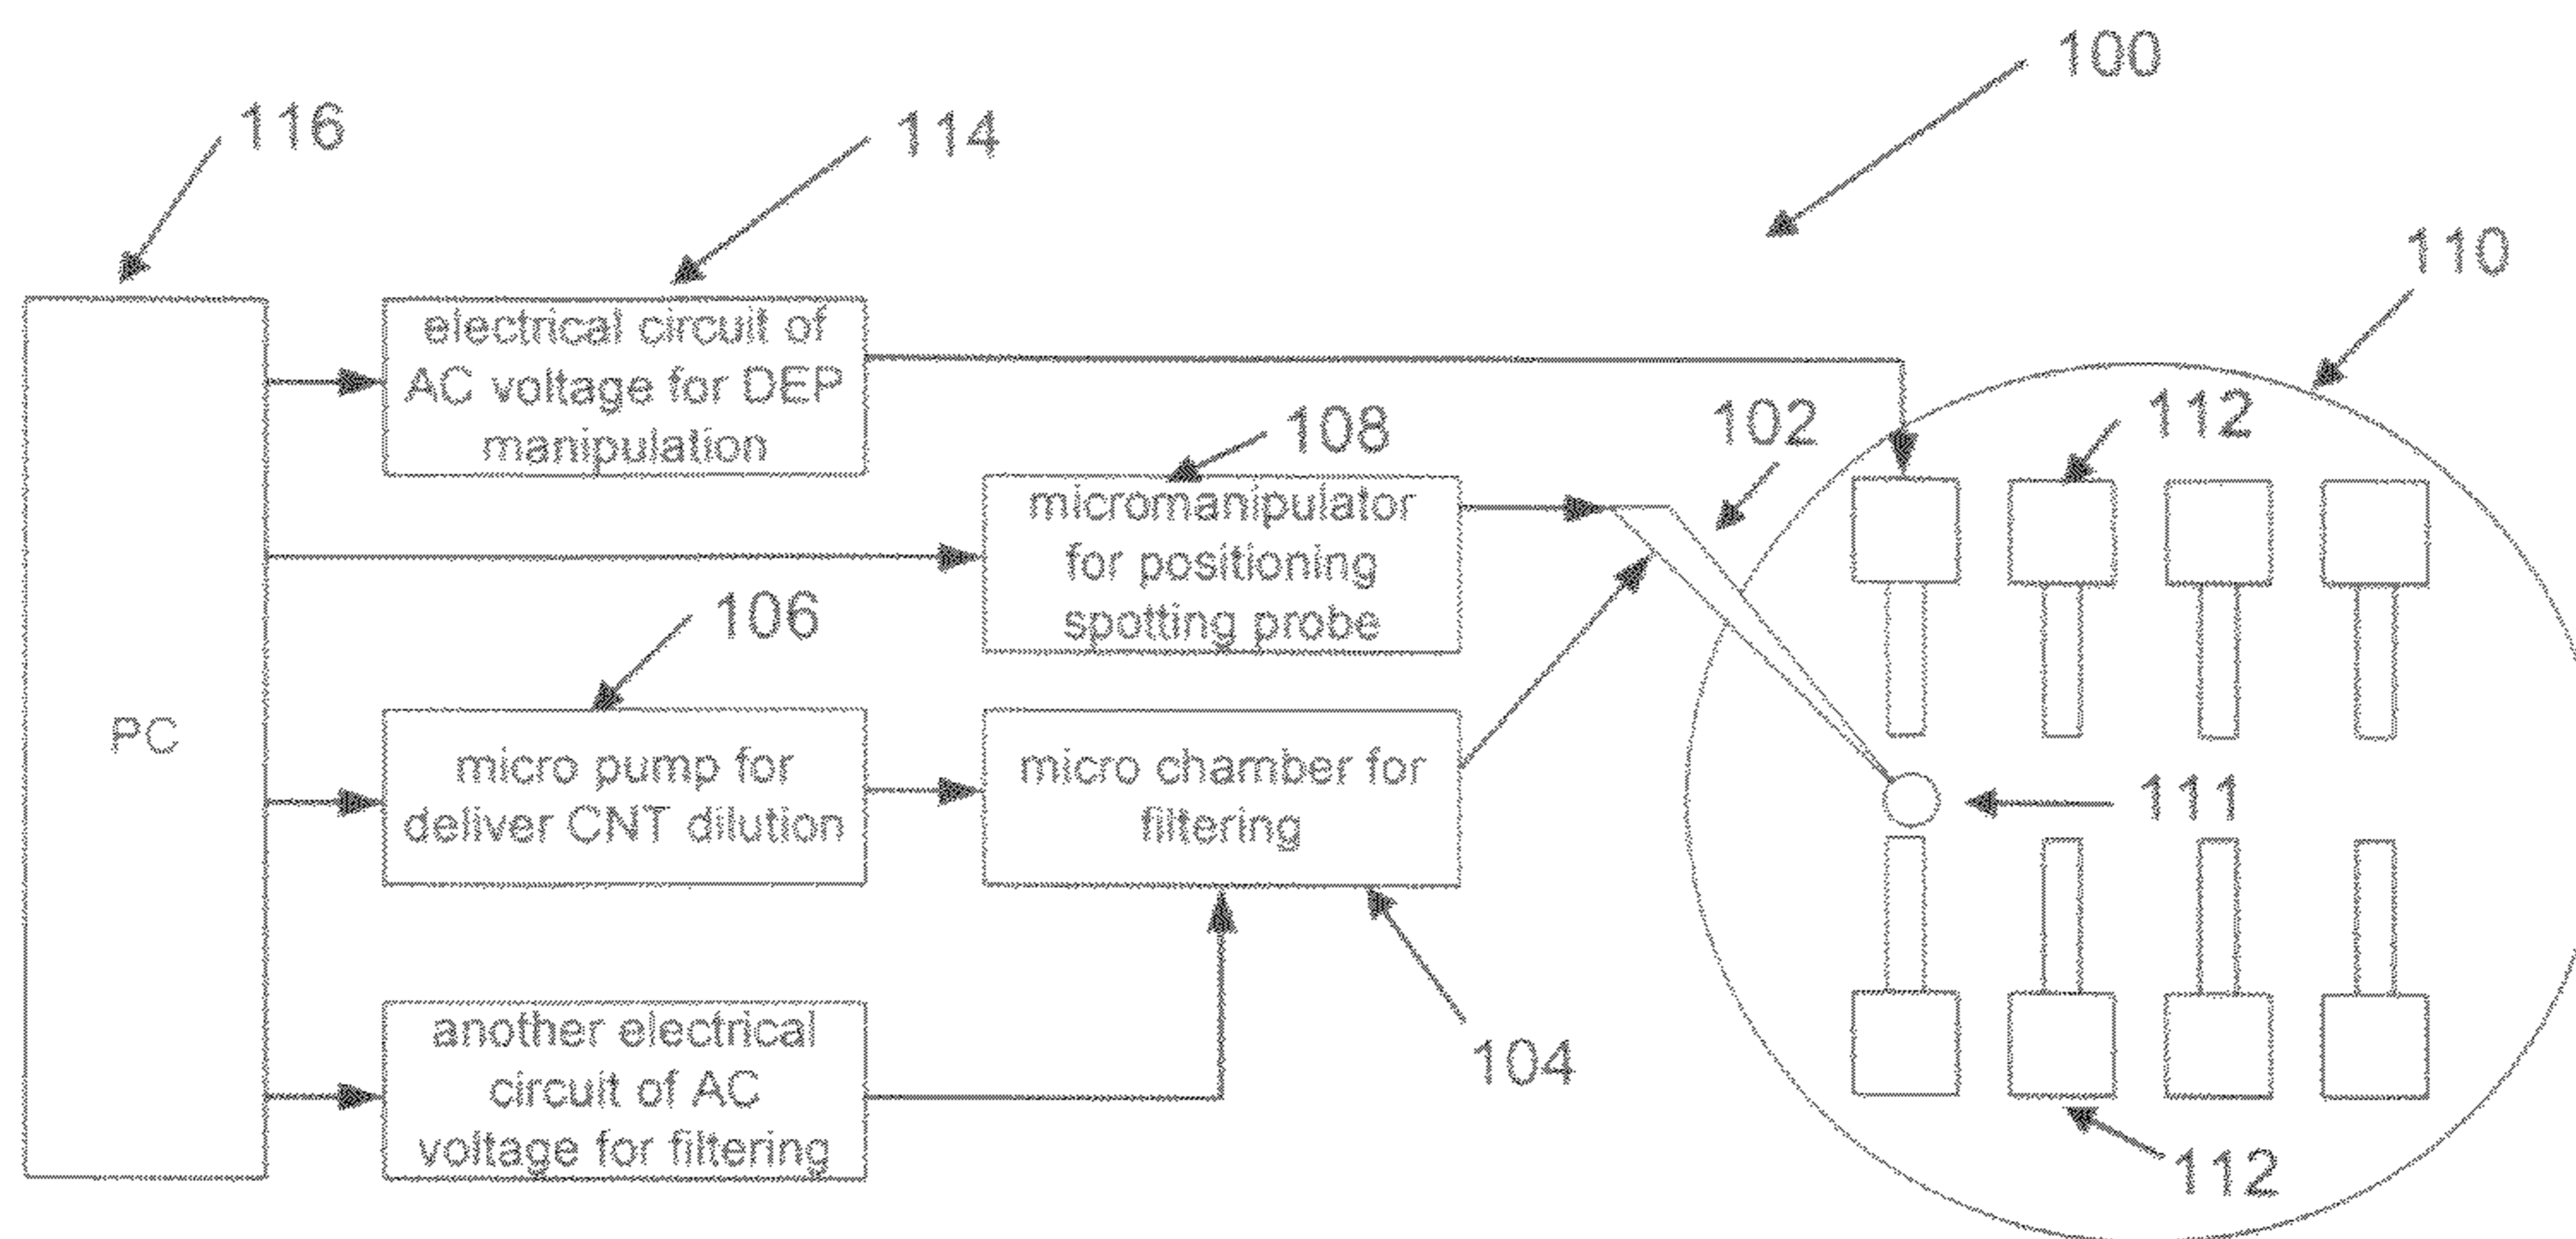 100
116
114
110
electrical circuit of
AC voltage for DEP
manipulation
112
102
108
micromanipulator
for positioning
spotting probe
106
PC
micro pump for
deliver CNT dilution
micro chamber for
filtering
111
another electrical
circuit of AC
voltage for filtering
104
112